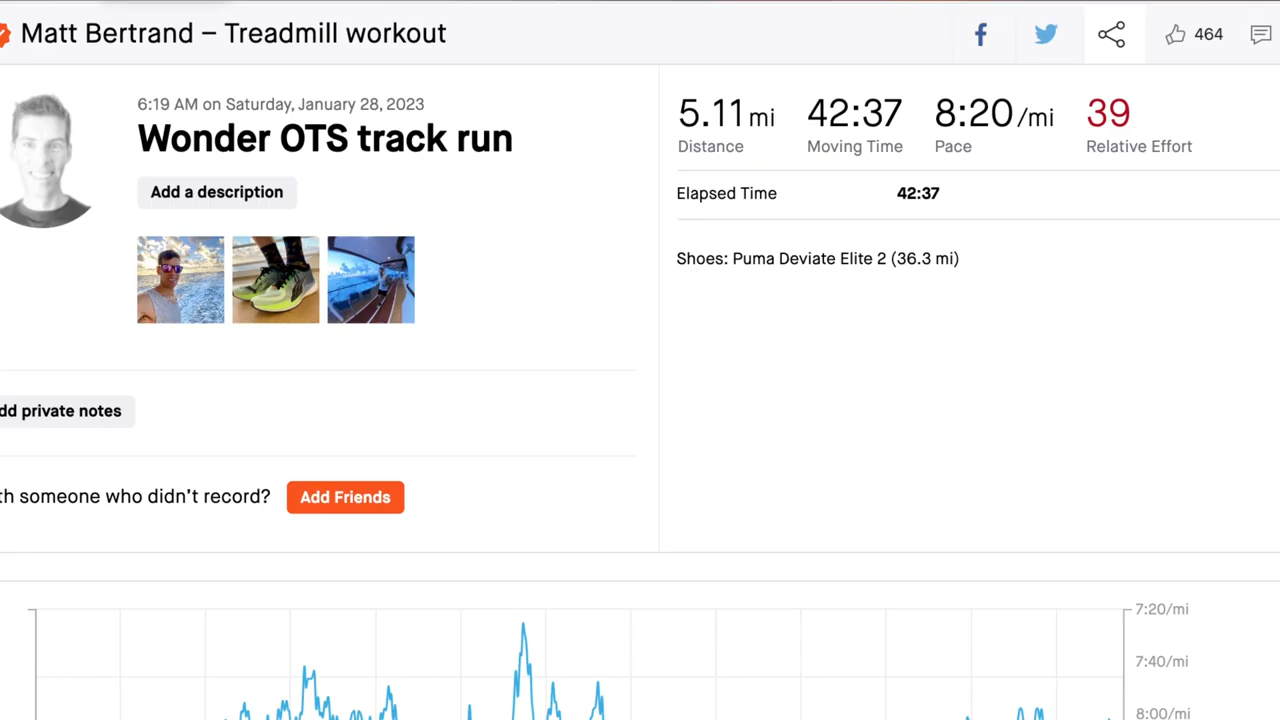 Matt Bertrand – Treadmill workout
464
6:19 AM on Saturday, January 28, 2023
Wonder OTS track run
Add a description
5.11 mi
Distance
42:37
Moving Time
8:20 /mi
Pace
39
Relative Effort
Elapsed Time 42:37
Shoes: Puma Deviate Elite 2 (36.3 mi)
dd private notes
th someone who didn't record? Add Friends
7:20/mi
7:40/mi
8:00/mi